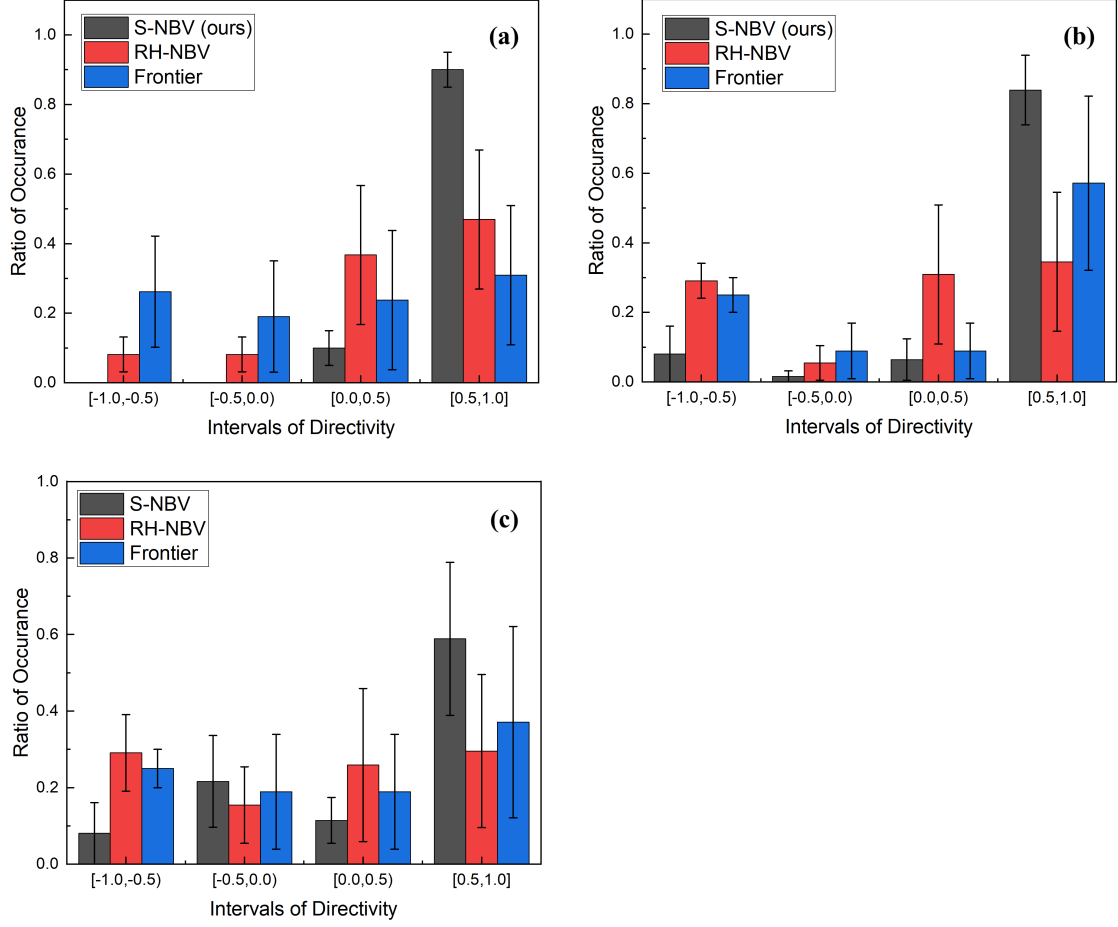 (a)
S-NBV (ours)
RH-NBV
Frontier
1.0
0.8
0.6
0.4
0.2
0.0
Ratio of Occurance
[-1.0,-0.5)
[-0.5,0.0)
[0.0,0.5)
[0.5,1.0]
Intervals of Directivity
(b)
S-NBV (ours)
RH-NBV
Frontier
1.0
0.8
0.6
0.4
0.2
0.0
Ratio of Occurance
[-1.0,-0.5)
[-0.5,0.0)
[0.0,0.5)
[0.5,1.0]
Intervals of Directivity
(c)
S-NBV
RH-NBV
Frontier
1.0
0.8
0.6
0.4
0.2
0.0
Ratio of Occurance
[-1.0,-0.5)
[-0.5,0.0)
[0.0,0.5)
[0.5,1.0]
Intervals of Directivity